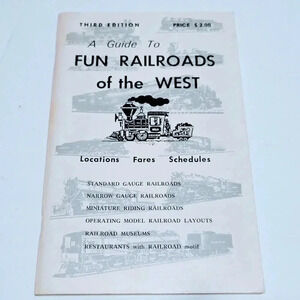 THIRD EDITION PRICE $ 2.00
A Guide To
FUN RAILROADS
of the WEST
Locations Fares Schedules
STANDARD GAUGE RAILROADS
NARROW GAUGE RAILROADS
MINIATURE RIDING RAILROADS
OPERATING MODEL RAILROAD LAYOUTS
RAILROAD MUSEUMS
RESTAURANTS with RAILROAD motif